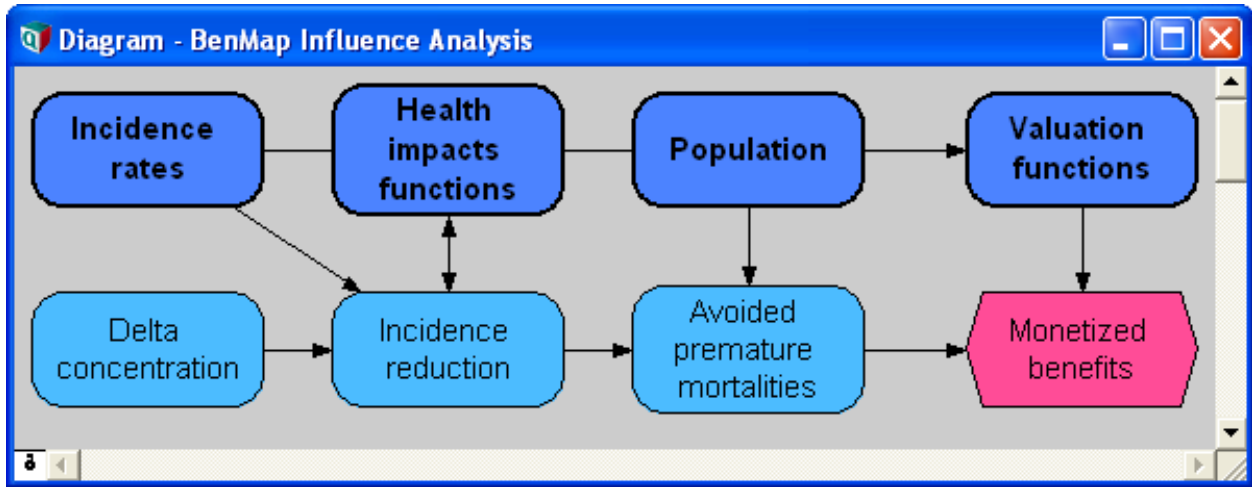 Diagram - BenMap Influence Analysis
Incidence
rates
Health
impacts
functions
Population
Valuation
functions
Delta
concentration
Incidence
reduction
Avoided
premature
mortalities
Monetized
benefits